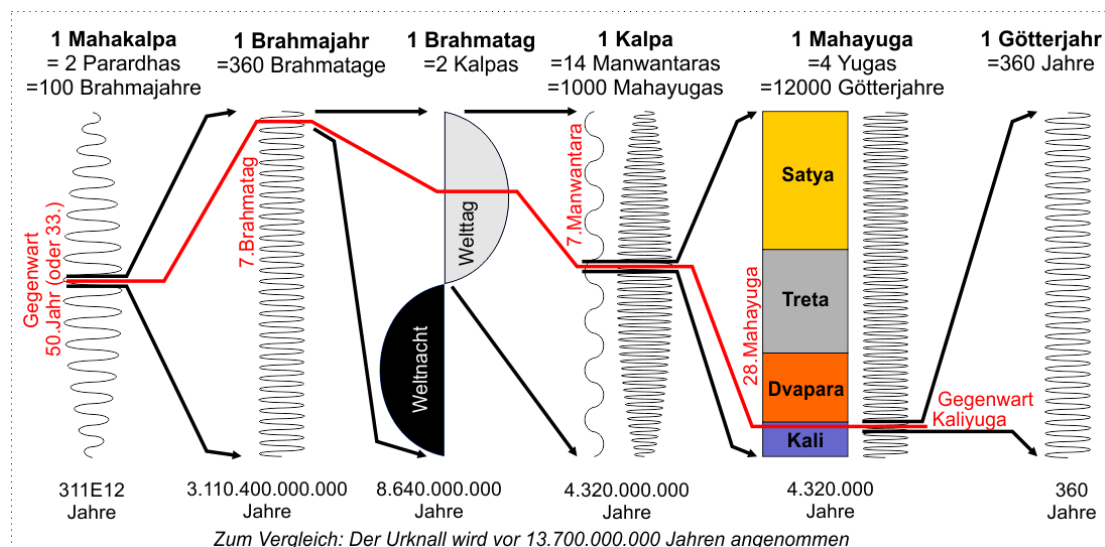 1 Mahakalpa
= 2 Parardhas
=100 Brahmajahre
1 Brahmajahr
=360 Brahmatage
1 Brahmatag
=2 Kalpas
1 Kalpa
=14 Manwantaras
=1000 Mahayugas
1 Mahayuga
=4 Yugas
=12000 Götterjahre
1 Götterjahr
=360 Jahre
Gegenwart
50.Jahr (oder 33.)
7.Brahmatag
Welttag
Weltnacht
7.Manwantara
28.Mahayuga
Satya
Treta
Dvapara
Kali
Gegenwart
Kaliyuga
311E12
Jahre
3.110.400.000.000
Jahre
8.640.000.000
Jahre
4.320.000.000
Jahre
4.320.000
Jahre
360
Jahre
Zum Vergleich: Der Urknall wird vor 13.700.000.000 Jahren angenommen